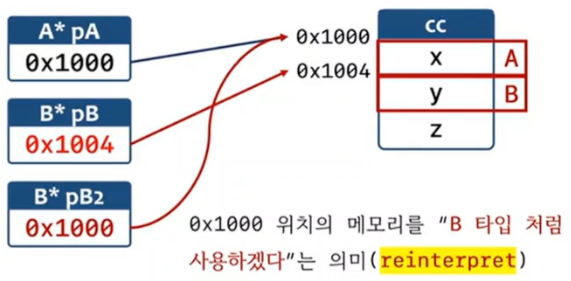 A* pA
0x1000
B* pB
0x1004
B* pB2
0x1000
0x1000
0x1004
cc
x
A
y
B
z
0x1000 위치의 메모리를 "B 타입 처럼
사용하겠다"는 의미(reinterpret)